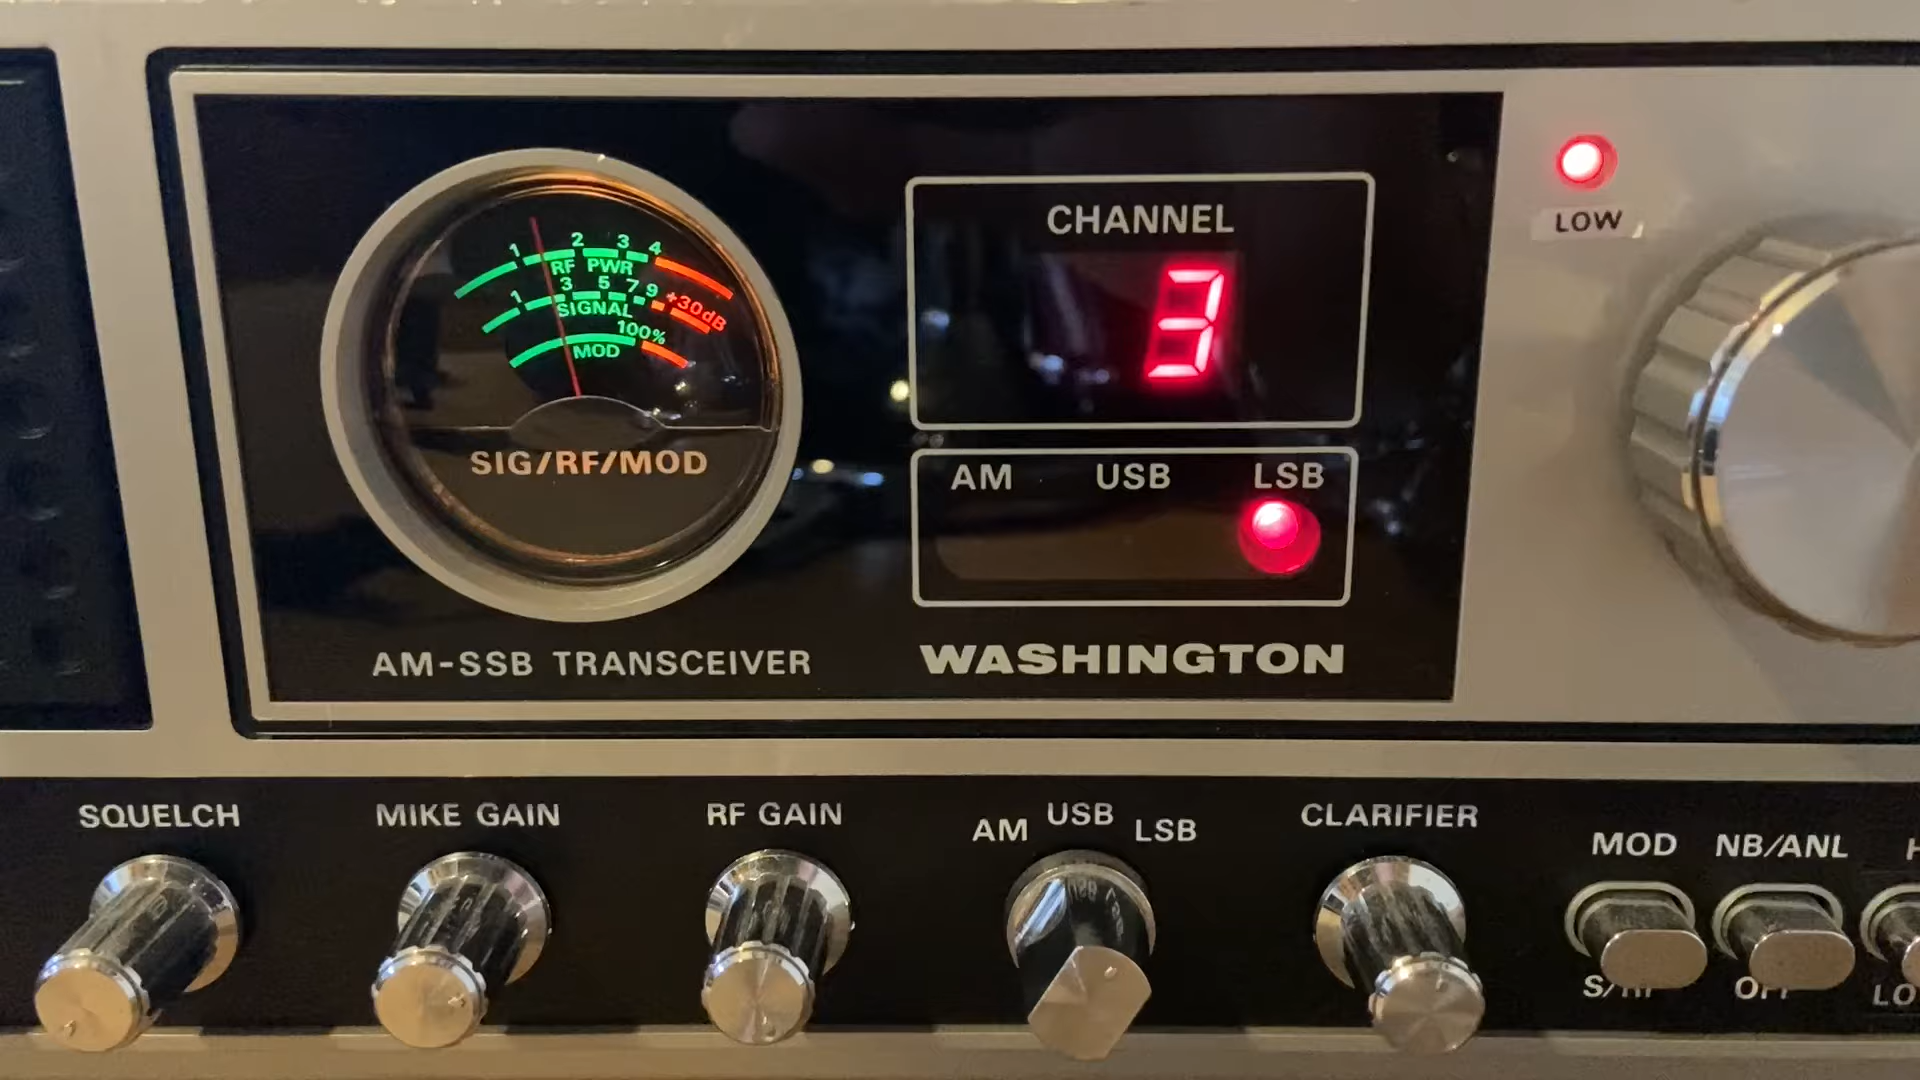 1 2 3 4
RF PWR
1 3 5 7 9 +30dB
SIGNAL
100%
MOD
SIG/RF/MOD
AM-SSB TRANSCEIVER
CHANNEL
3
AM USB LSB
WASHINGTON
LOW
SQUELCH
MIKE GAIN
RF GAIN
AM USB LSB
CLARIFIER
MOD
NB/ANL
OFF